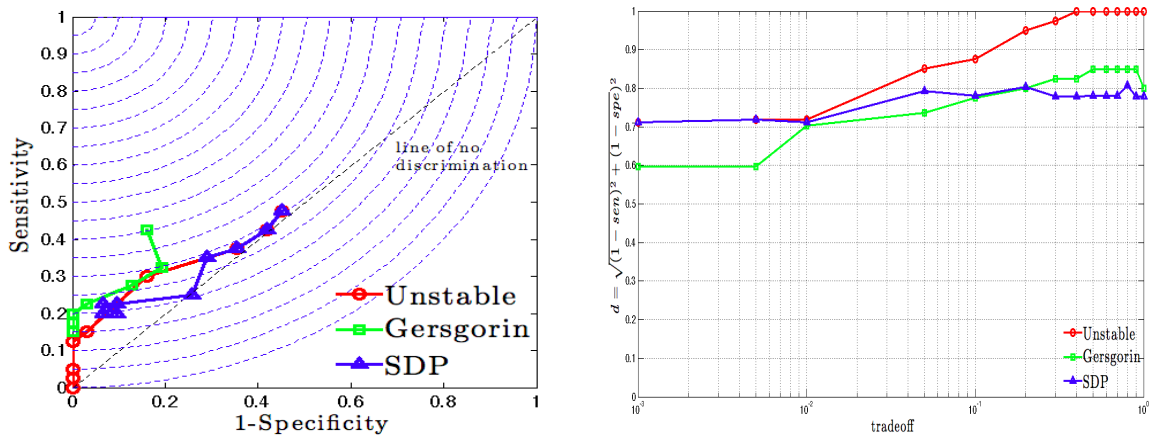 Sensitivity
1
0.9
0.8
0.7
0.6
0.5
0.4
0.3
0.2
0.1
0
line of no
discrimination
Unstable
Gersgorin
SDP
0 0.2 0.4 0.6 0.8 1
1-Specificity
d = √(1 − sen)² + (1 − spe)²
1
0.9
0.8
0.7
0.6
0.5
0.4
0.3
0.2
0.1
0
Unstable
Gersgorin
SDP
10⁻³ 10⁻² 10⁻¹ 10⁰
tradeoff